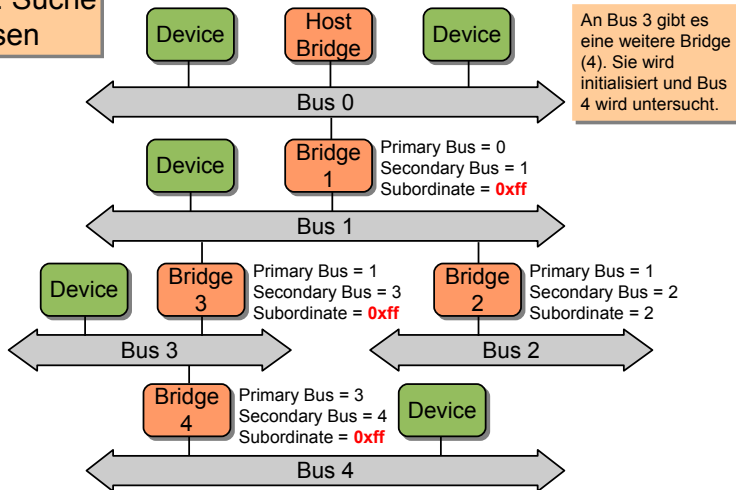 : Suche
sen
Device
Host
Bridge
Device
An Bus 3 gibt es
eine weitere Bridge
(4). Sie wird
initialisiert und Bus
4 wird untersucht.
Bus 0
Device
Bridge
1
Primary Bus = 0
Secondary Bus = 1
Subordinate = 0xff
Bus 1
Device
Bridge
3
Primary Bus = 1
Secondary Bus = 3
Subordinate = 0xff
Bridge
2
Primary Bus = 1
Secondary Bus = 2
Subordinate = 2
Bus 3
Bus 2
Bridge
4
Primary Bus = 3
Secondary Bus = 4
Subordinate = 0xff
Device
Bus 4